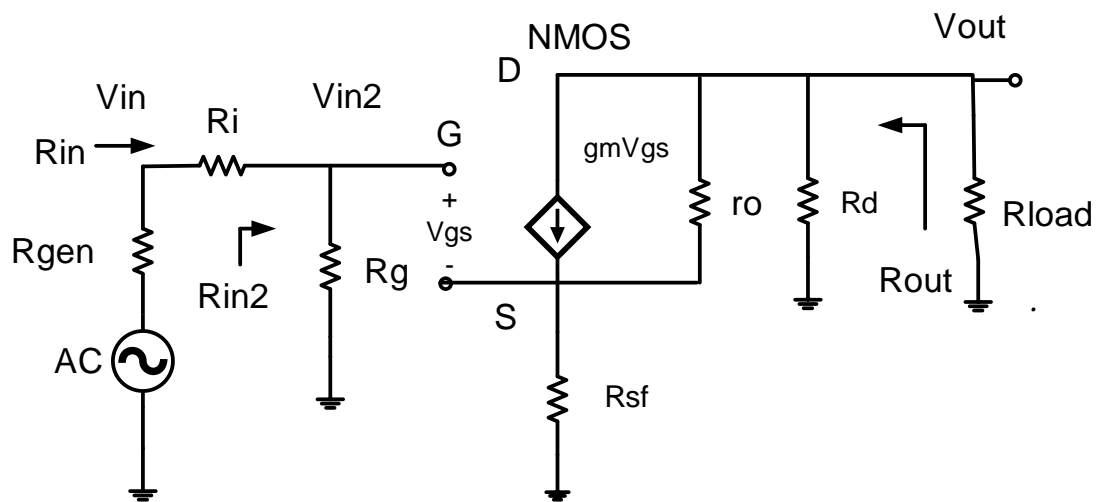 NMOS
Vout
D
Vin
Vin2
Ri
G
gmVgs
Rin
+
Vgs
-
ro
Rd
Rload
Rgen
Rin2
Rg
Rout
S
AC
Rsf
.